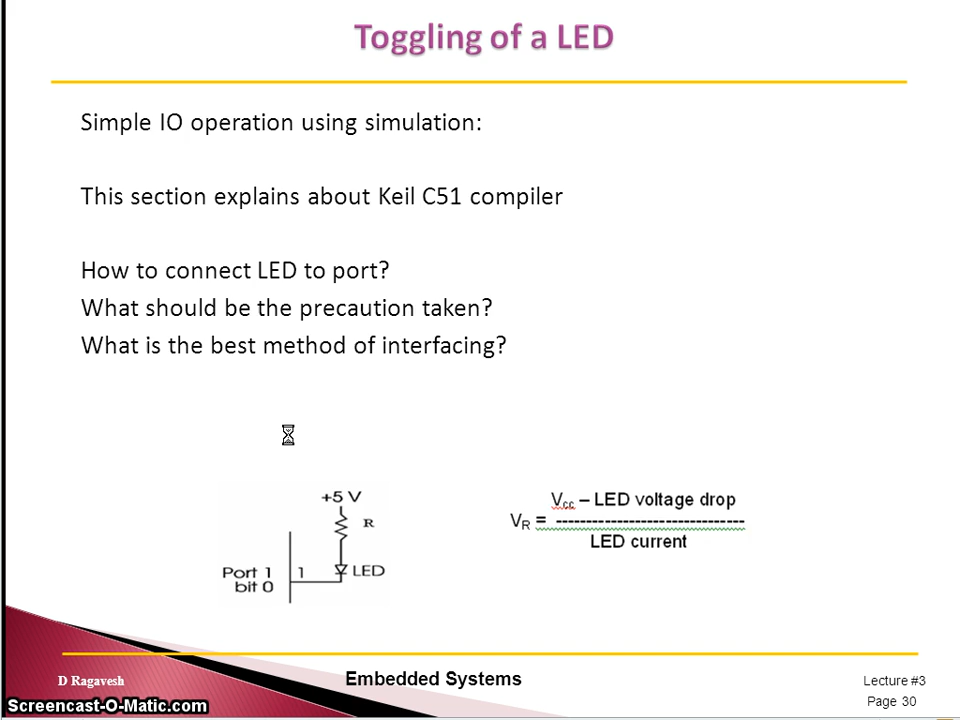 Toggling of a LED
Simple IO operation using simulation:
This section explains about Keil C51 compiler
How to connect LED to port?
What should be the precaution taken?
What is the best method of interfacing?
+5 V
R
Port 1
bit 0
1
LED
Vcc – LED voltage drop
VR = -------------------------------
LED current
D Ragavesh
Embedded Systems
Lecture #3
Page 30
Screencast-O-Matic.com